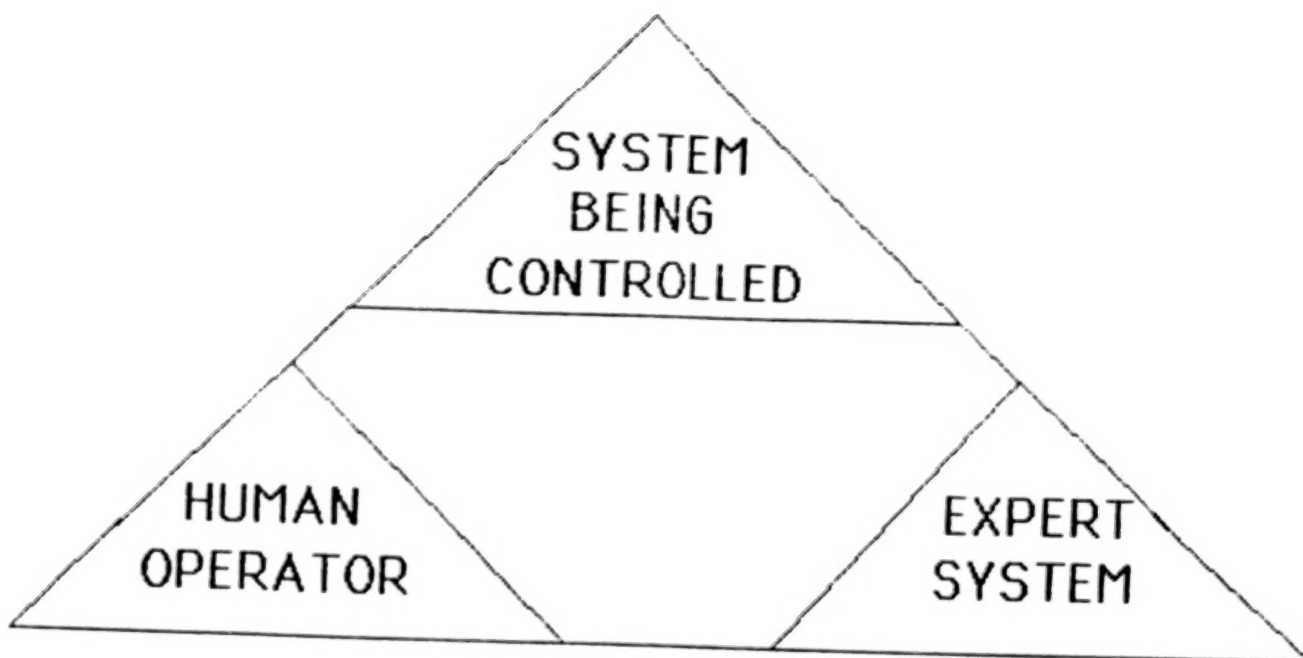 SYSTEM
BEING
CONTROLLED
HUMAN
OPERATOR
EXPERT
SYSTEM